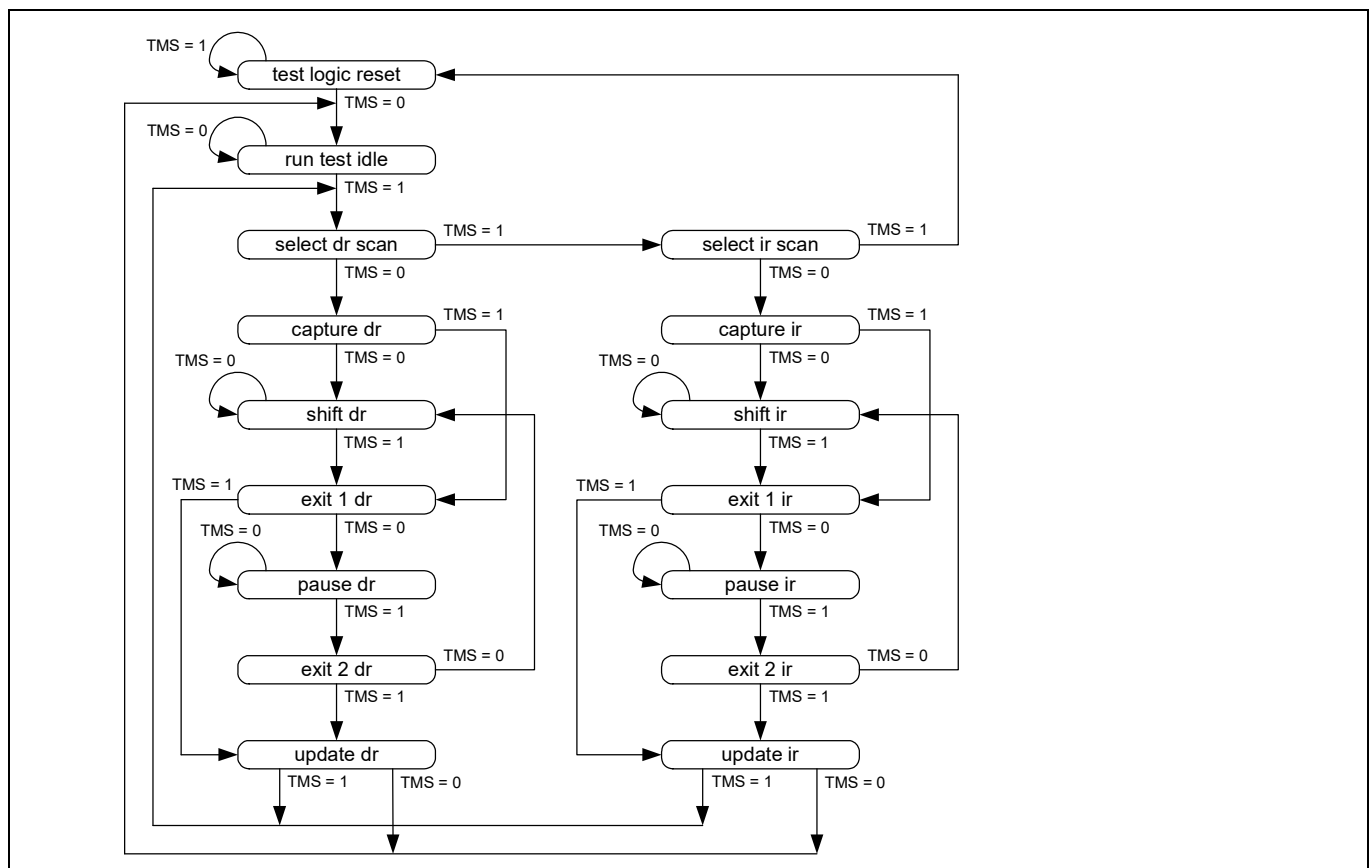 TMS = 1
test logic reset
TMS = 0
TMS = 0
run test idle
TMS = 1
select dr scan
TMS = 1
select ir scan
TMS = 1
TMS = 0
TMS = 0
capture dr
TMS = 1
capture ir
TMS = 1
TMS = 0
TMS = 0
TMS = 0
TMS = 0
shift dr
shift ir
TMS = 1
TMS = 1
TMS = 1
exit 1 dr
TMS = 1
exit 1 ir
TMS = 0
TMS = 0
TMS = 0
TMS = 0
pause dr
pause ir
TMS = 1
TMS = 1
exit 2 dr
TMS = 0
exit 2 ir
TMS = 0
TMS = 1
TMS = 1
update dr
update ir
TMS = 1
TMS = 0
TMS = 1
TMS = 0